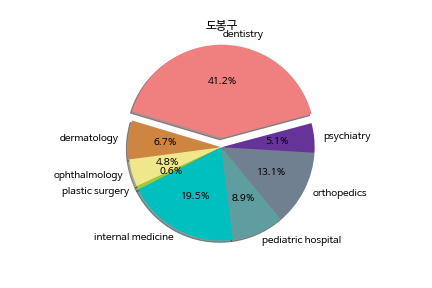 도봉구
dentistry
41.2%
psychiatry
5.1%
dermatology
6.7%
4.8%
ophthalmology
0.6%
plastic surgery
13.1%
orthopedics
19.5%
8.9%
internal medicine
pediatric hospital